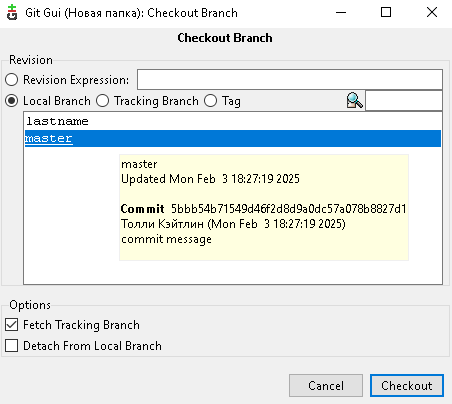 Git Gui (Новая папка): Checkout Branch
Checkout Branch
Revision
Revision Expression:
Local Branch Tracking Branch Tag
lastname
master
master
Updated Mon Feb 3 18:27:19 2025
Commit 5bbb54b71549d46f2d8d9a0dc57a078b8827d1
Толли Кэйтлин (Mon Feb 3 18:27:19 2025)
commit message
Options
Fetch Tracking Branch
Detach From Local Branch
Cancel Checkout